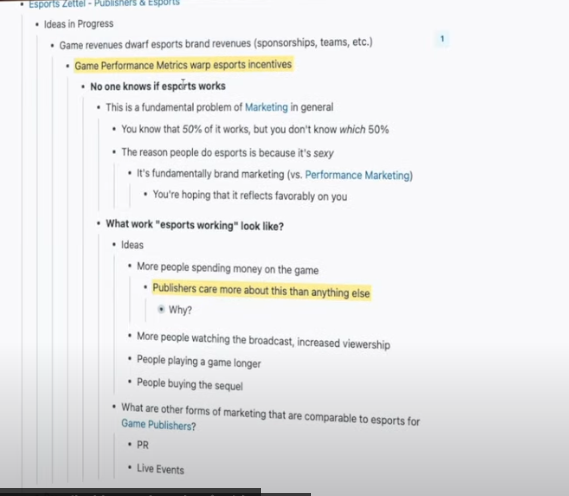 Esports Zettel - Publishers & Esports
Ideas in Progress
Game revenues dwarf esports brand revenues (sponsorships, teams, etc.)
1
Game Performance Metrics warp esports incentives
No one knows if esports works
This is a fundamental problem of Marketing in general
You know that 50% of it works, but you don't know which 50%
The reason people do esports is because it's sexy
It's fundamentally brand marketing (vs. Performance Marketing)
You're hoping that it reflects favorably on you
What work "esports working" look like?
Ideas
More people spending money on the game
Publishers care more about this than anything else
Why?
More people watching the broadcast, increased viewership
People playing a game longer
People buying the sequel
What are other forms of marketing that are comparable to esports for
Game Publishers?
PR
Live Events